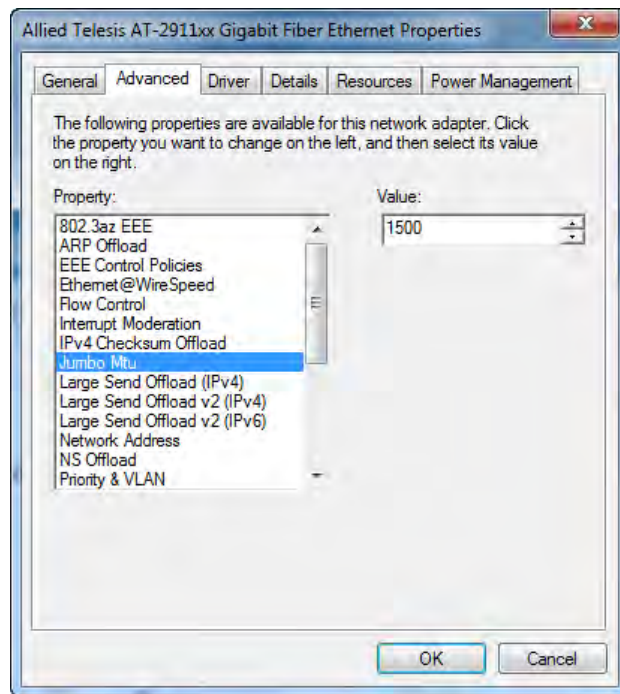 Allied Telesis AT-2911xx Gigabit Fiber Ethernet Properties
General Advanced Driver Details Resources Power Management
The following properties are available for this network adapter. Click
the property you want to change on the left, and then select its value
on the right.
Property:
Value:
802.3az EEE
ARP Offload
EEE Control Policies
Ethernet@WireSpeed
Flow Control
Interrupt Moderation
IPv4 Checksum Offload
Jumbo Mtu
Large Send Offload (IPv4)
Large Send Offload v2 (IPv4)
Large Send Offload v2 (IPv6)
Network Address
NS Offload
Priority & VLAN
1500
OK Cancel